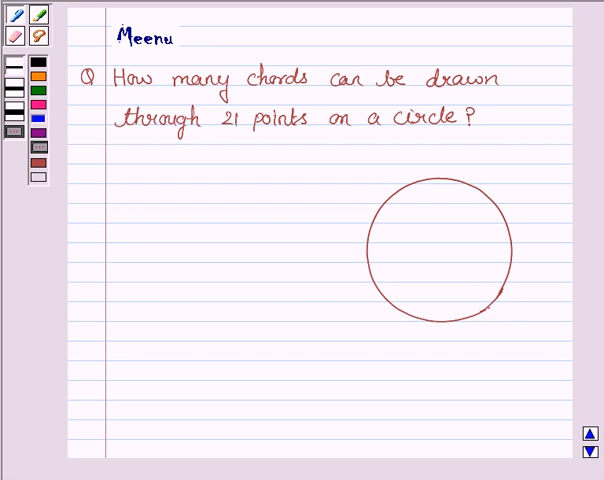 Meenu
Q How many chords can be drawn
through 21 points on a circle?